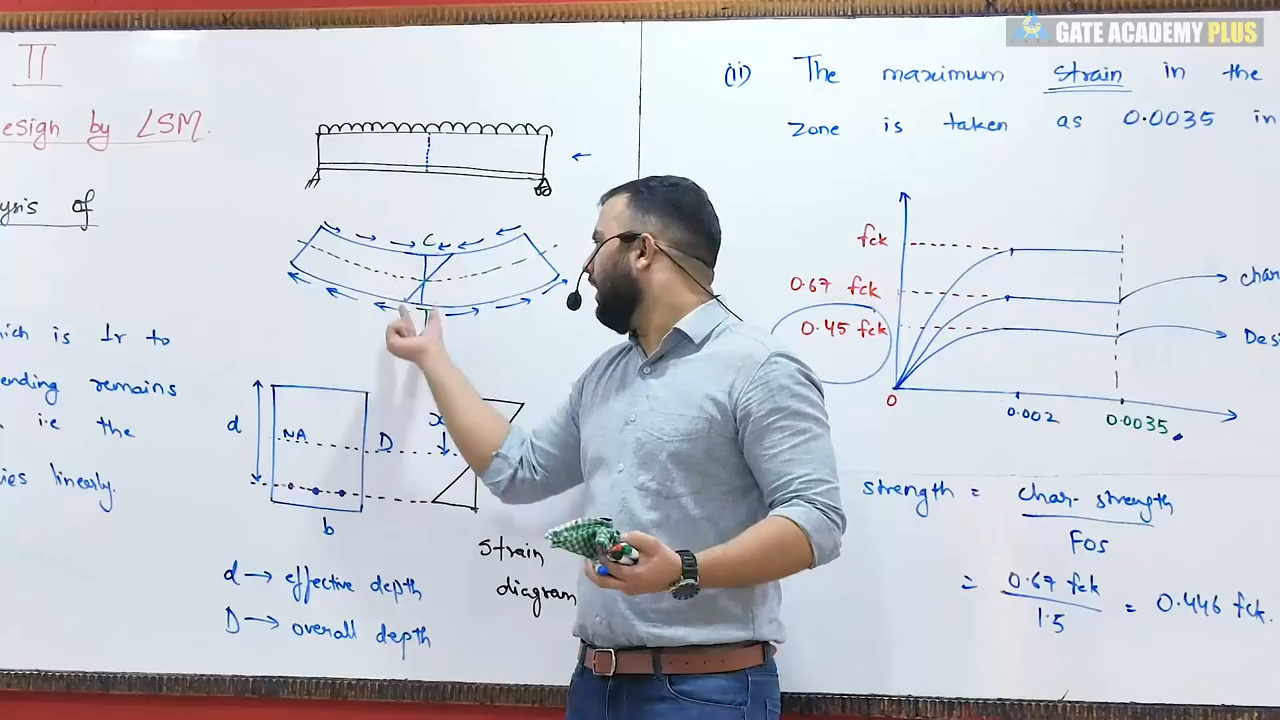 GATE ACADEMY PLUS
II
esign by LSM.
ysis of
hich is Ir to
ending remains
i.e the
ies linearly.
C
T
d
NA
D
x
b
strain
diagram
d → effective depth
D → overall depth
(ii) The maximum strain in the
zone is taken as 0.0035 in
fck
0.67 fck
0.45 fck
0
0.002
0.0035
char
Desi
strength = char. strength
FOS
= 0.67 fck
1.5
= 0.446 fck.